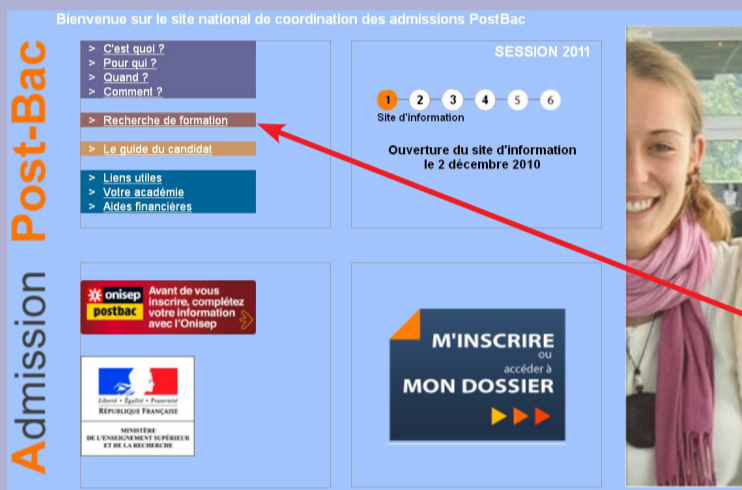 Bienvenue sur le site national de coordination des admissions PostBac
Admission Post-Bac
> C'est quoi ?
> Pour qui ?
> Quand ?
> Comment ?
> Recherche de formation
> Le guide du candidat
> Liens utiles
> Votre académie
> Aides financières
SESSION 2011
1 2 3 4 5 6
Site d'information
Ouverture du site d'information
le 2 décembre 2010
onisep
postbac
Avant de vous
inscrire, complétez
votre information
avec l'Onisep
Liberté • Égalité • Fraternité
RÉPUBLIQUE FRANÇAISE
MINISTÈRE
DE L'ENSEIGNEMENT SUPÉRIEUR
ET DE LA RECHERCHE
M'INSCRIRE
ou
accéder à
MON DOSSIER